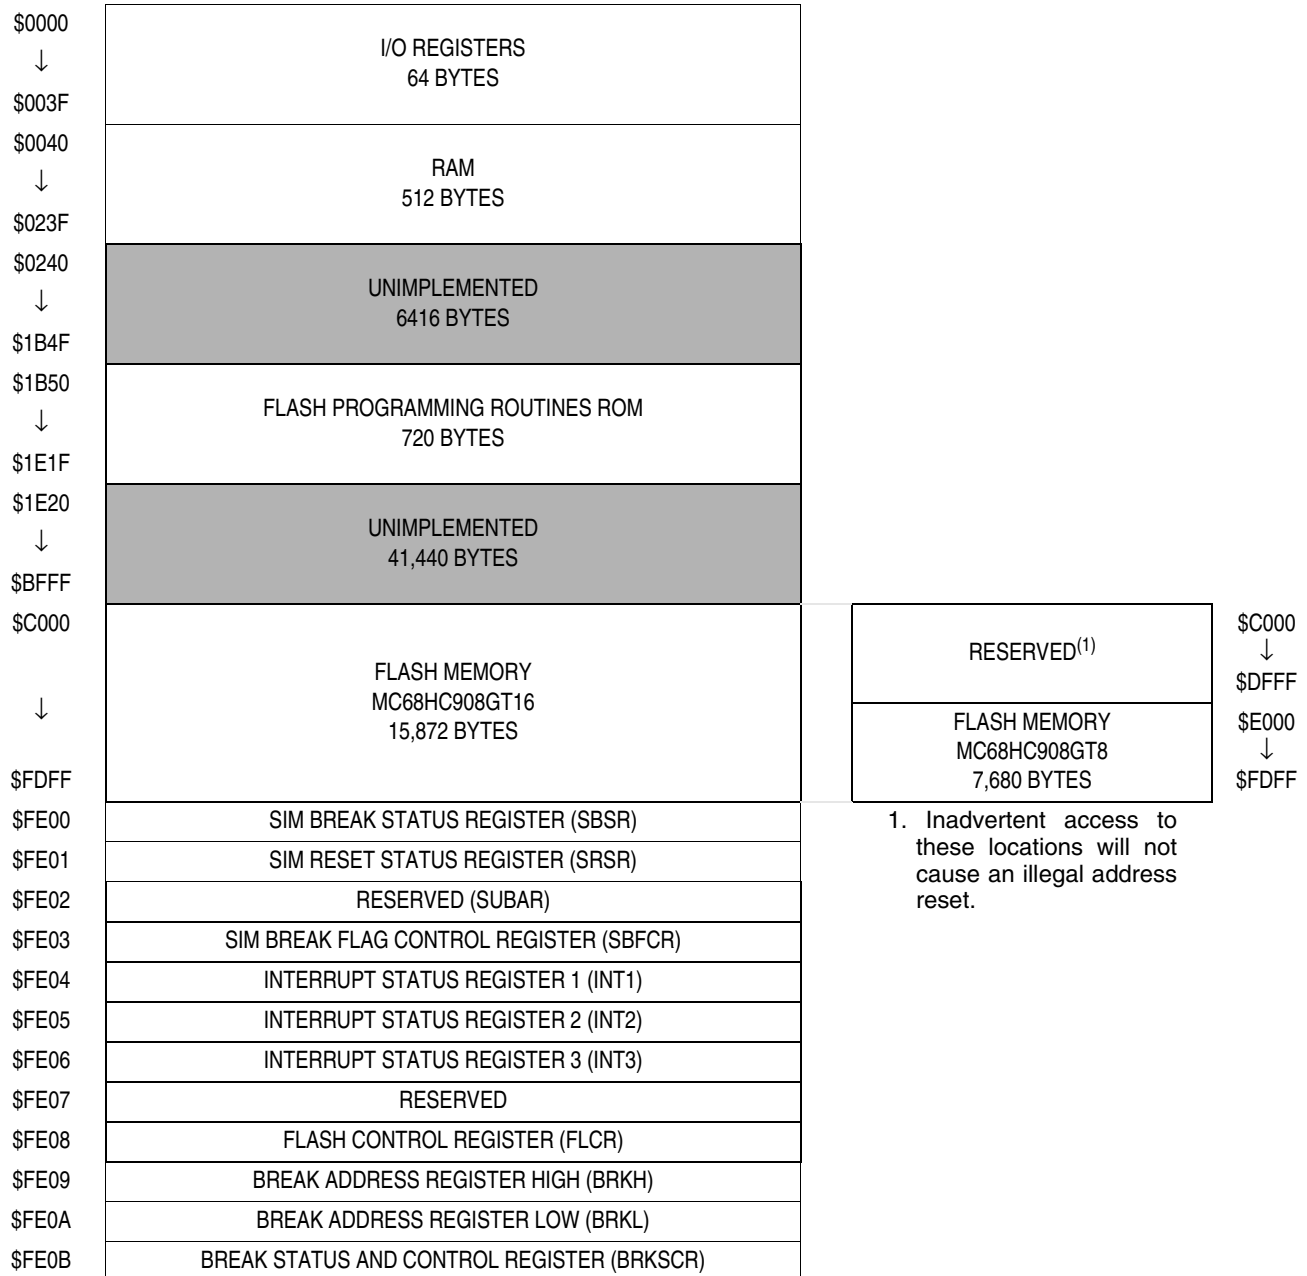 $0000
↓
$003F
I/O REGISTERS
64 BYTES
$0040
↓
$023F
RAM
512 BYTES
$0240
↓
$1B4F
UNIMPLEMENTED
6416 BYTES
$1B50
↓
$1E1F
FLASH PROGRAMMING ROUTINES ROM
720 BYTES
$1E20
↓
$BFFF
UNIMPLEMENTED
41,440 BYTES
$C000
↓
$FDFF
FLASH MEMORY
MC68HC908GT16
15,872 BYTES
RESERVED(1)
$C000
↓
$DFFF
FLASH MEMORY
MC68HC908GT8
7,680 BYTES
$E000
↓
$FDFF
1. Inadvertent access to
these locations will not
cause an illegal address
reset.
$FE00 SIM BREAK STATUS REGISTER (SBSR)
$FE01 SIM RESET STATUS REGISTER (SRSR)
$FE02 RESERVED (SUBAR)
$FE03 SIM BREAK FLAG CONTROL REGISTER (SBFCR)
$FE04 INTERRUPT STATUS REGISTER 1 (INT1)
$FE05 INTERRUPT STATUS REGISTER 2 (INT2)
$FE06 INTERRUPT STATUS REGISTER 3 (INT3)
$FE07 RESERVED
$FE08 FLASH CONTROL REGISTER (FLCR)
$FE09 BREAK ADDRESS REGISTER HIGH (BRKH)
$FE0A BREAK ADDRESS REGISTER LOW (BRKL)
$FE0B BREAK STATUS AND CONTROL REGISTER (BRKSCR)